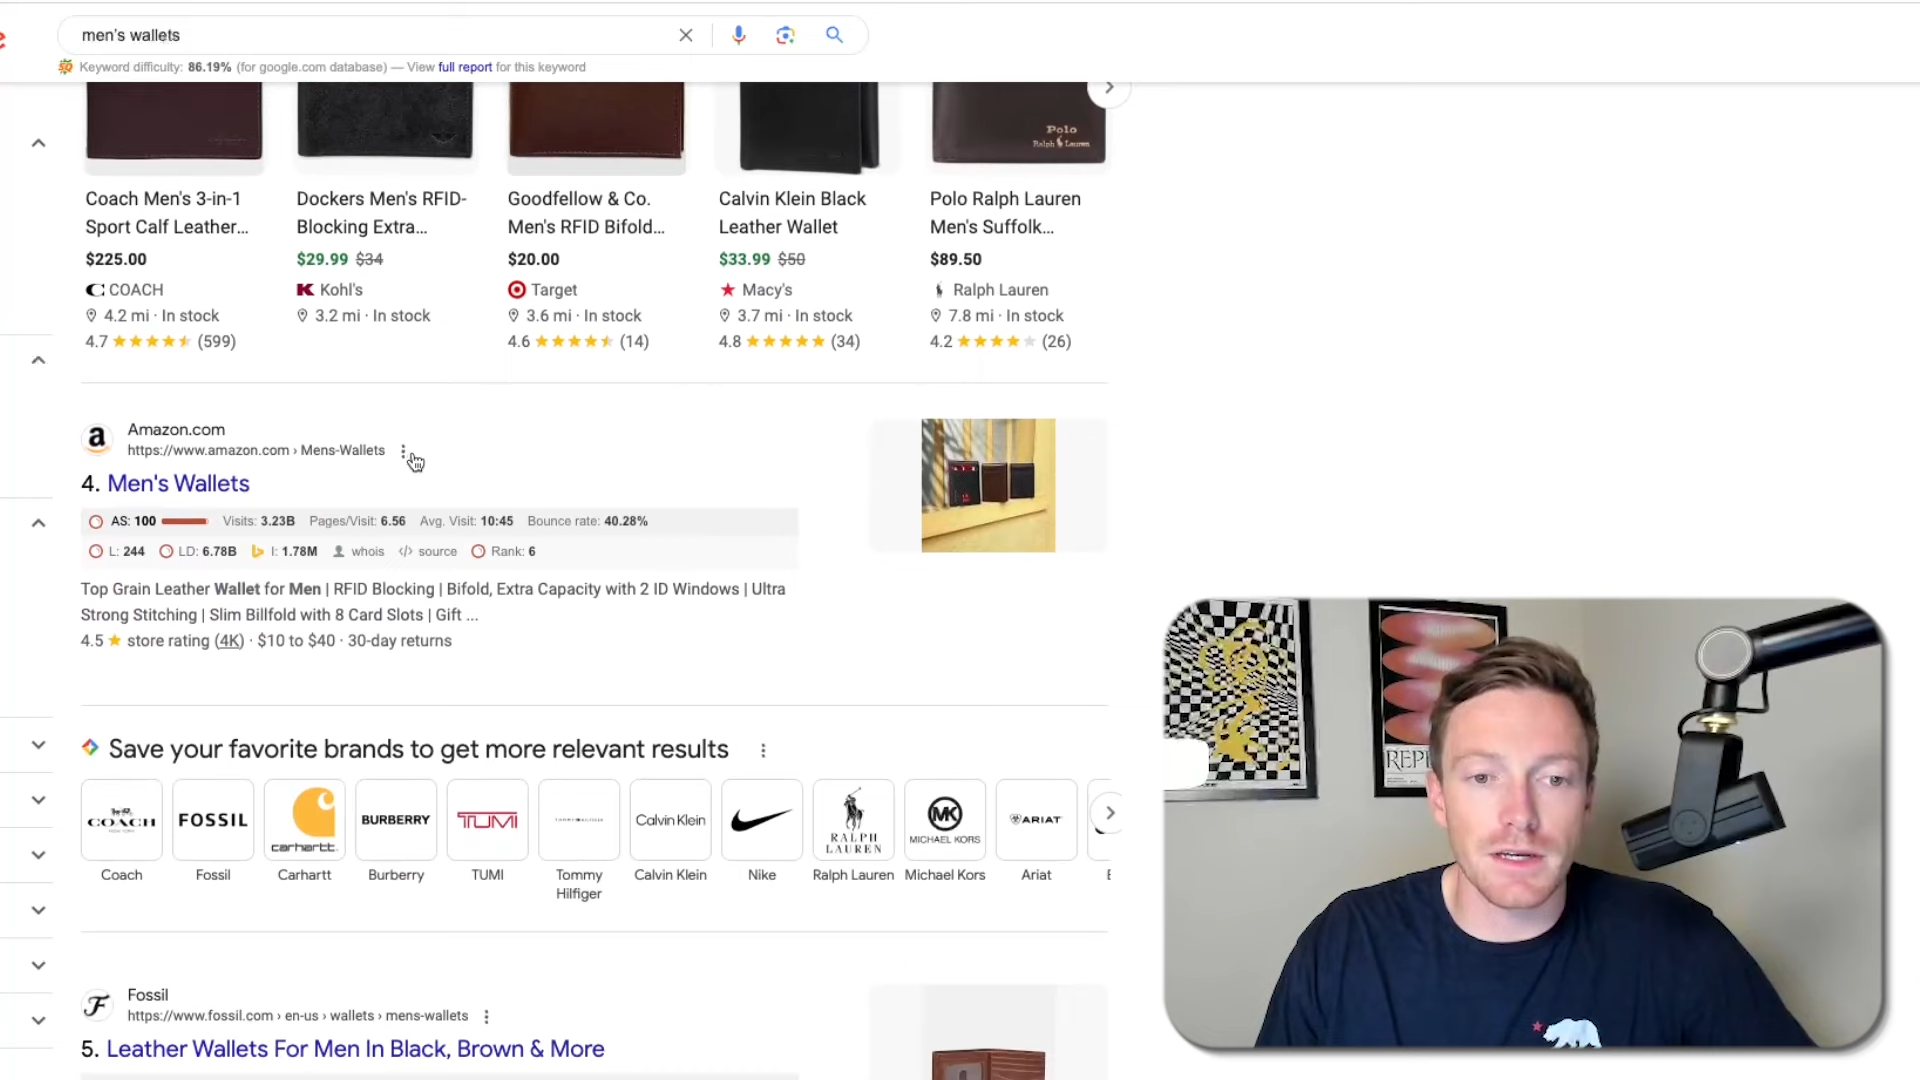 men's wallets
Keyword difficulty: 86.19% (for google.com database) — View full report for this keyword
Polo
Ralph Lauren
Coach Men's 3-in-1
Sport Calf Leather...
$225.00
COACH
4.2 mi · In stock
4.7 (599)
Dockers Men's RFID-
Blocking Extra...
$29.99 $34
Kohl's
3.2 mi · In stock
Goodfellow & Co.
Men's RFID Bifold...
$20.00
Target
3.6 mi · In stock
4.6 (14)
Calvin Klein Black
Leather Wallet
$33.99 $50
Macy's
3.7 mi · In stock
4.8 (34)
Polo Ralph Lauren
Men's Suffolk...
$89.50
Ralph Lauren
7.8 mi · In stock
4.2 (26)
Amazon.com
https://www.amazon.com › Mens-Wallets
4. Men's Wallets
AS: 100 Visits: 3.23B Pages/Visit: 6.56 Avg. Visit: 10:45 Bounce rate: 40.28%
L: 244 LD: 6.78B I: 1.78M whois </> source Rank: 6
Top Grain Leather Wallet for Men | RFID Blocking | Bifold, Extra Capacity with 2 ID Windows | Ultra
Strong Stitching | Slim Billfold with 8 Card Slots | Gift ...
4.5 ★ store rating (4K) · $10 to $40 · 30-day returns
Save your favorite brands to get more relevant results
COACH
FOSSIL
carhartt
BURBERRY
TUMI
TOMMY HILFIGER
Calvin Klein
RALPH
LAUREN
MK
MICHAEL KORS
ARIAT
Coach
Fossil
Carhartt
Burberry
TUMI
Tommy
Hilfiger
Calvin Klein
Nike
Ralph Lauren
Michael Kors
Ariat
Fossil
https://www.fossil.com › en-us › wallets › mens-wallets
5. Leather Wallets For Men In Black, Brown & More